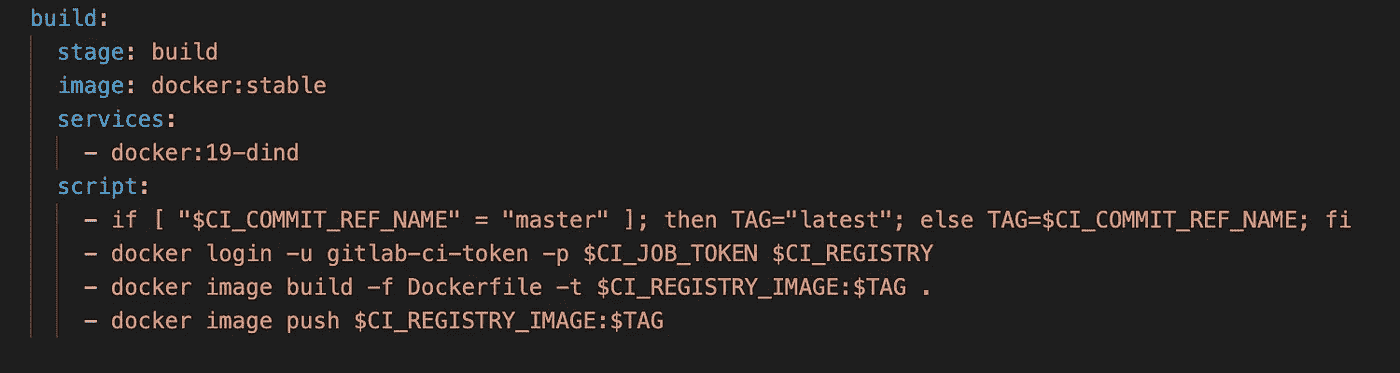 build:
  stage: build
  image: docker:stable
  services:
    - docker:19-dind
  script:
    - if [ "$CI_COMMIT_REF_NAME" = "master" ]; then TAG="latest"; else TAG=$CI_COMMIT_REF_NAME; fi
    - docker login -u gitlab-ci-token -p $CI_JOB_TOKEN $CI_REGISTRY
    - docker image build -f Dockerfile -t $CI_REGISTRY_IMAGE:$TAG .
    - docker image push $CI_REGISTRY_IMAGE:$TAG